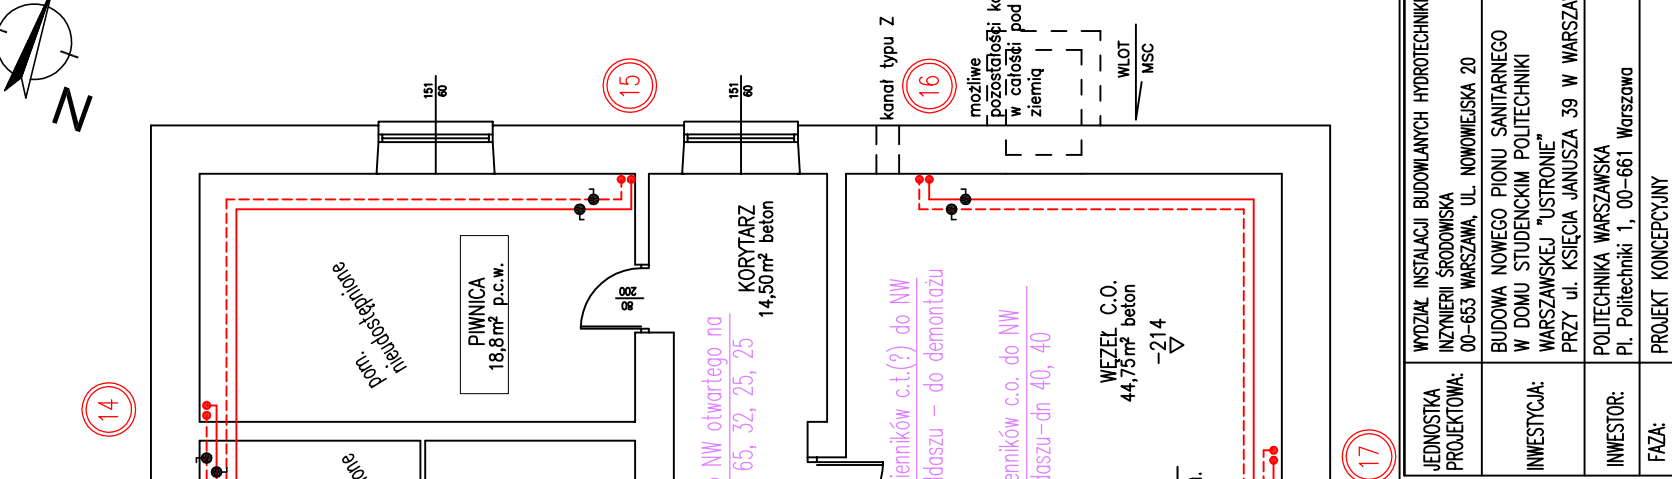 N
14
15
16
17
151
60
151
60
kanał typu Z
możliwe
pozostałości
w całości pod
ziemią
WLOT
MSC
pom.
nieudostępnione
PIWNICA
18,8m² p.c.w.
80
200
KORYTARZ
14,50m² beton
NW otwartego na
65, 32, 25, 25
c.t.(?) do NW
– do demontażu
c.o. do NW
dn 40, 40
WĘZEŁ C.O.
44,75m² beton
-214
JEDNOSTKA
PROJEKTOWA:
WYDZIAŁ INSTALACJI BUDOWLANYCH HYDROTECHNIKI
INŻYNIERII ŚRODOWISKA
00-653 WARSZAWA, UL. NOWOWIEJSKA 20
INWESTYCJA:
BUDOWA NOWEGO PIONU SANITARNEGO
W DOMU STUDENCKIM POLITECHNIKI
WARSZAWSKEJ "USTRONIE"
PRZY ul. KSIĘCIA JANUSZA 39 W
INWESTOR:
POLITECHNIKA WARSZAWSKA
Pl. Politechniki 1, 00-661 Warszawa
FAZA:
PROJEKT KONCEPCYJNY